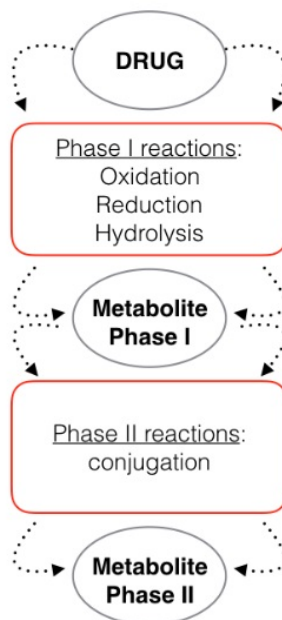 DRUG
Phase I reactions:
Oxidation
Reduction
Hydrolysis
Metabolite
Phase I
Phase II reactions:
conjugation
Metabolite
Phase II